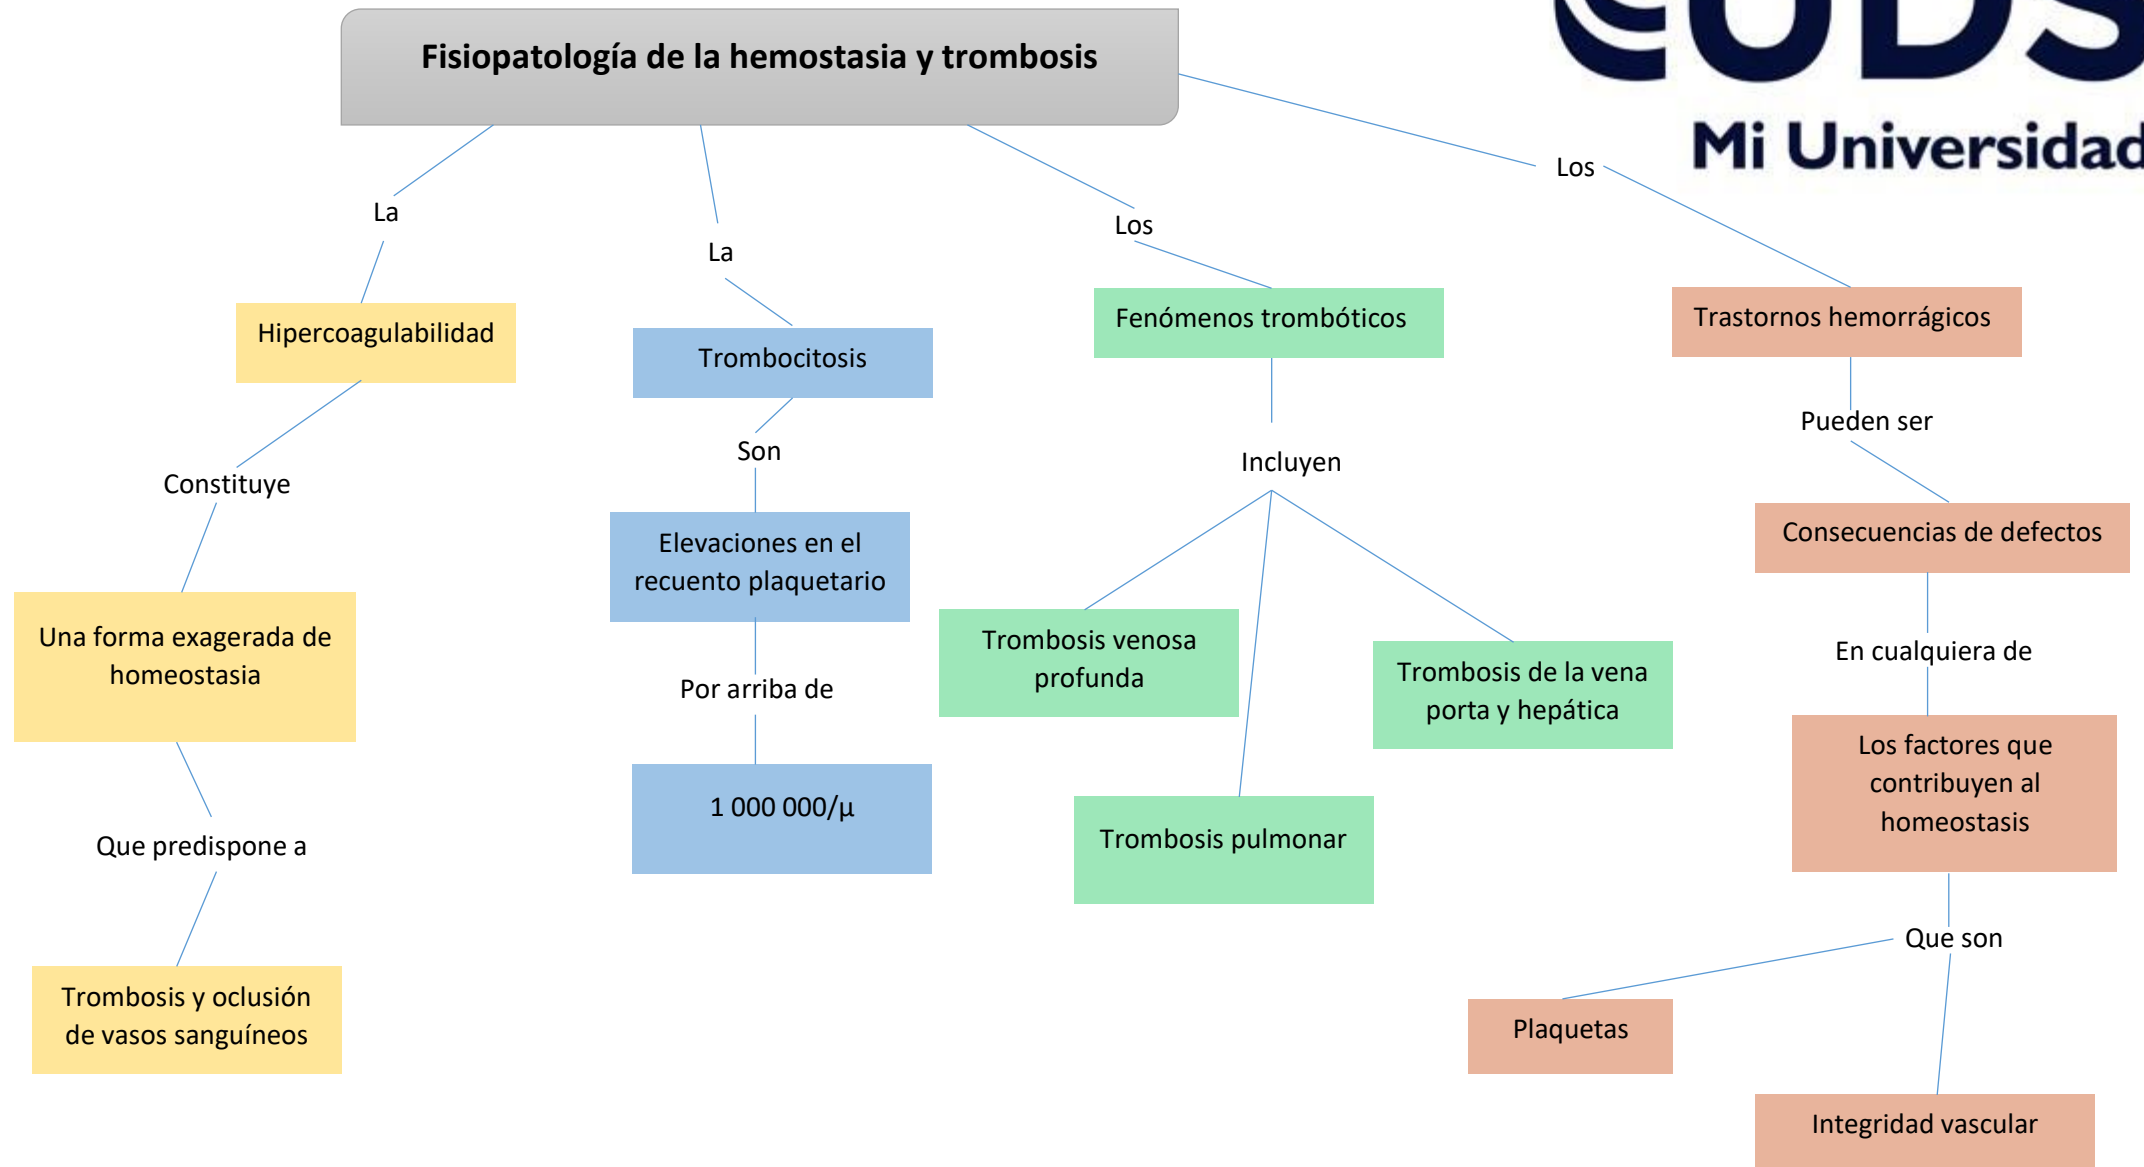 Fisiopatología de la hemostasia y trombosis
UDS
Mi Universidad
Los
La
Los
La
Hipercoagulabilidad
Trombocitosis
Fenómenos trombóticos
Trastornos hemorrágicos
Pueden ser
Son
Incluyen
Constituye
Consecuencias de defectos
Elevaciones en el
recuento plaquetario
Una forma exagerada de
homeostasia
Trombosis venosa
profunda
En cualquiera de
Trombosis de la vena
porta y hepática
Por arriba de
Los factores que
contribuyen al
homeostasis
1 000 000/µ
Trombosis pulmonar
Que predispone a
Que son
Trombosis y oclusión
de vasos sanguíneos
Plaquetas
Integridad vascular